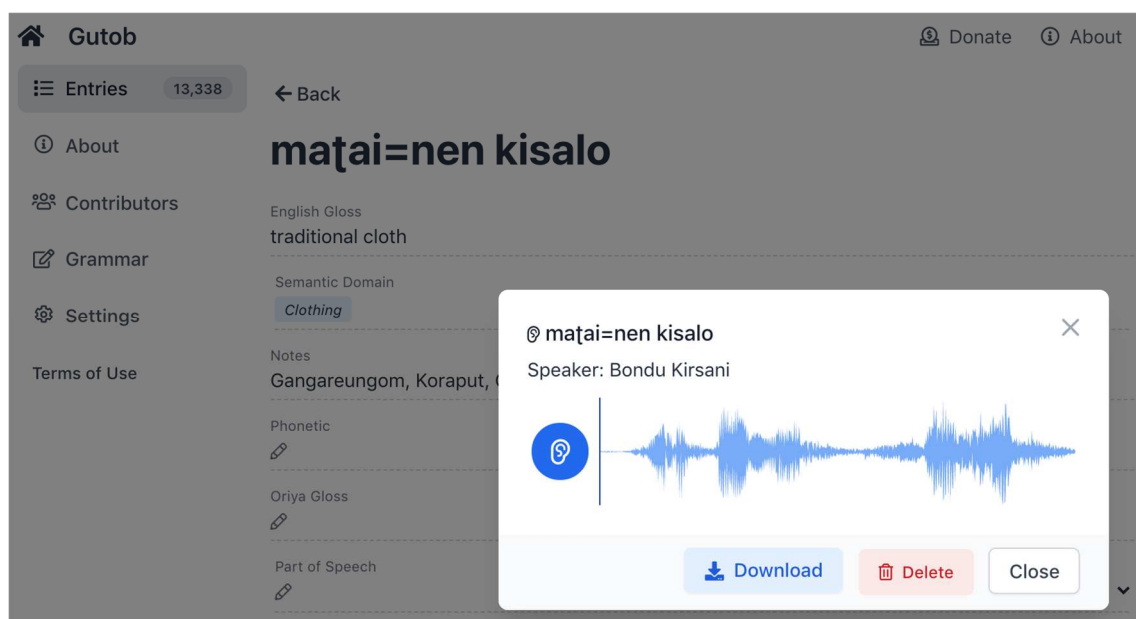 Gutob
Donate
About
Entries 13,338
About
Contributors
Grammar
Settings
Terms of Use
Back
maʈai=nen kisalo
English Gloss
traditional cloth
Semantic Domain
Clothing
Notes
Gangareungom, Koraput,
Phonetic
Oriya Gloss
Part of Speech
maʈai=nen kisalo
Speaker: Bondu Kirsani
Download
Delete
Close